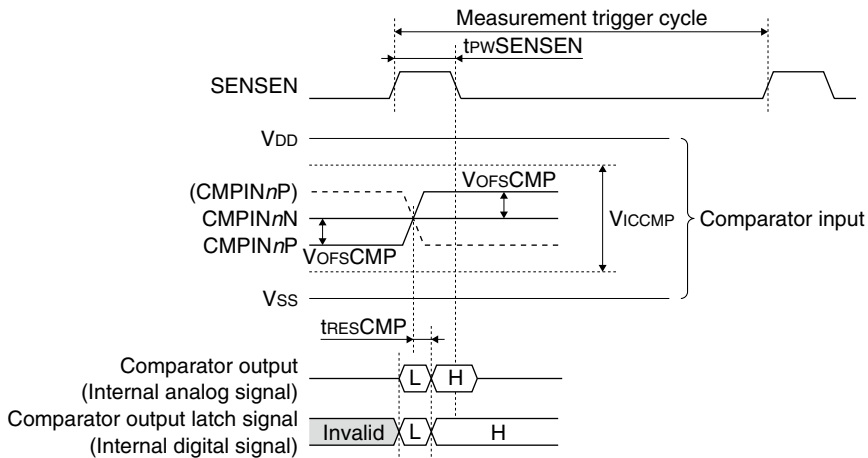 Measurement trigger cycle
tPWSENSEN
SENSEN
VDD
(CMPINnP)
VOFSCMP
CMPINnN
VICCMP
Comparator input
CMPINnP
VOFSCMP
VSS
tRESCMP
Comparator output
(Internal analog signal)
L
H
Comparator output latch signal
(Internal digital signal)
Invalid
L
H